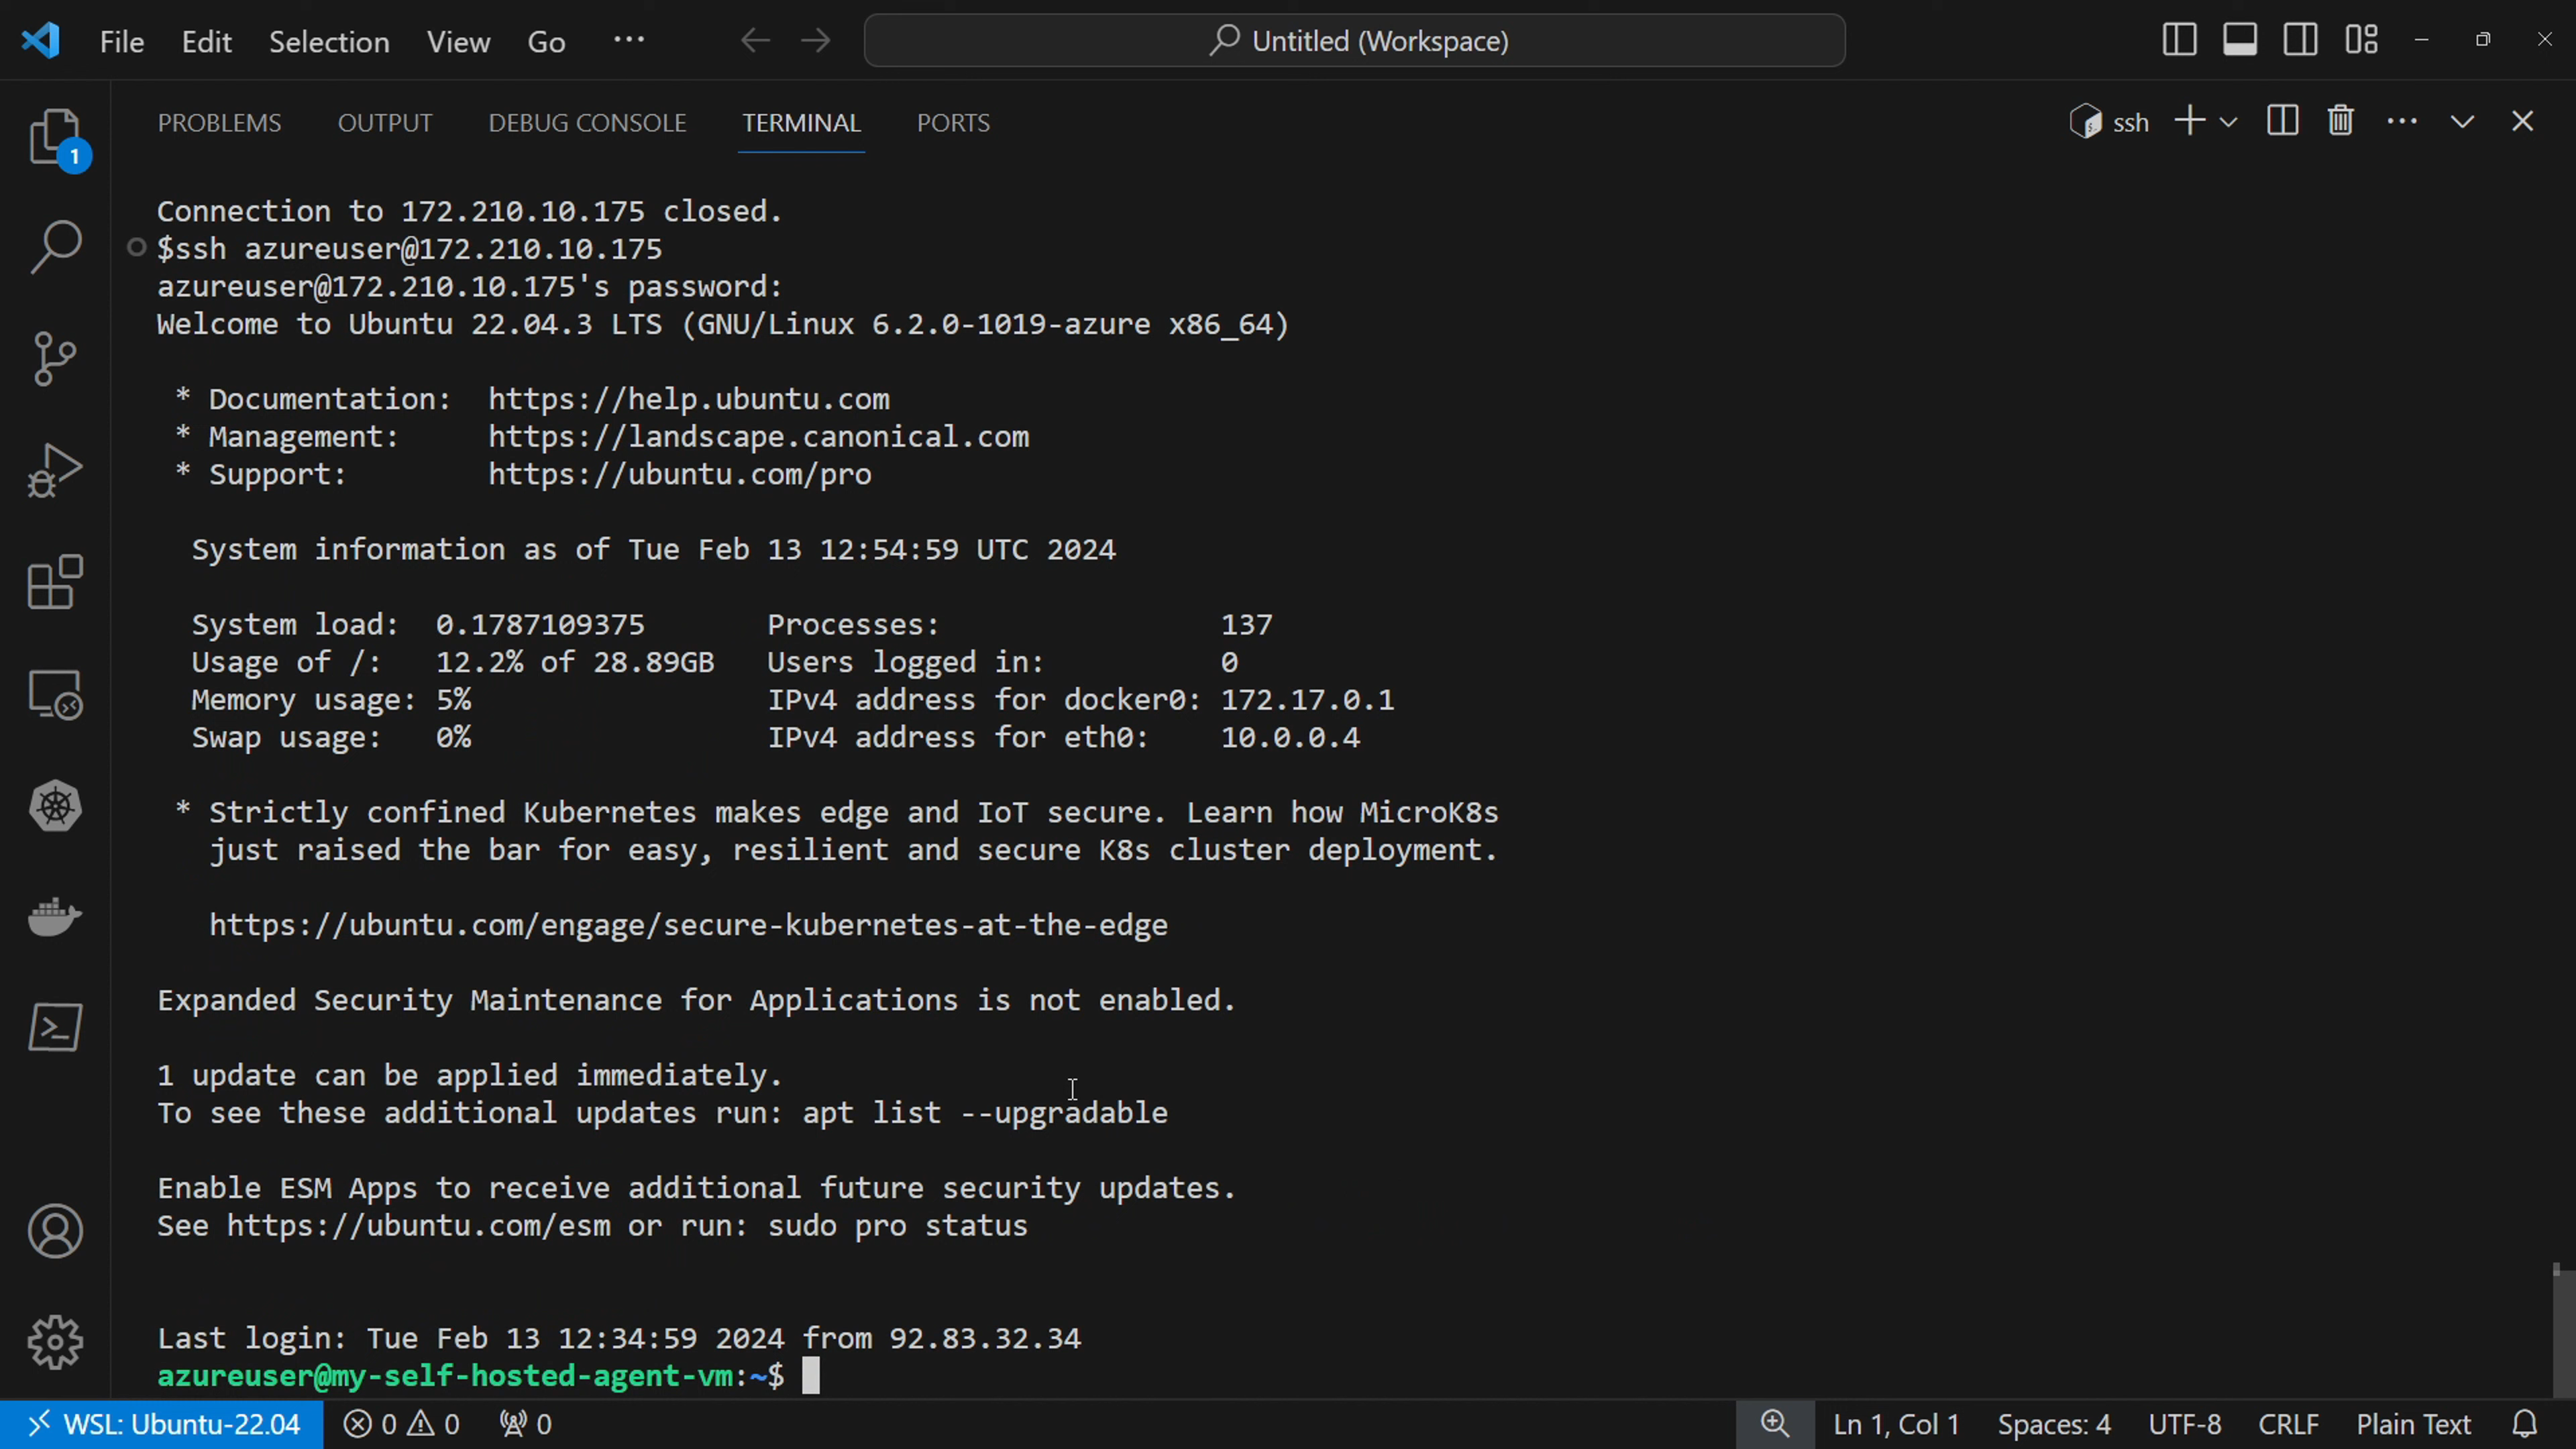 File Edit Selection View Go ··· Untitled (Workspace)
PROBLEMS OUTPUT DEBUG CONSOLE TERMINAL PORTS ssh
1
Connection to 172.210.10.175 closed.
$ssh azureuser@172.210.10.175
azureuser@172.210.10.175's password:
Welcome to Ubuntu 22.04.3 LTS (GNU/Linux 6.2.0-1019-azure x86_64)
* Documentation: https://help.ubuntu.com
* Management: https://landscape.canonical.com
* Support: https://ubuntu.com/pro
System information as of Tue Feb 13 12:54:59 UTC 2024
System load: 0.1787109375 Processes: 137
Usage of /: 12.2% of 28.89GB Users logged in: 0
Memory usage: 5% IPv4 address for docker0: 172.17.0.1
Swap usage: 0% IPv4 address for eth0: 10.0.0.4
* Strictly confined Kubernetes makes edge and IoT secure. Learn how MicroK8s
just raised the bar for easy, resilient and secure K8s cluster deployment.
https://ubuntu.com/engage/secure-kubernetes-at-the-edge
Expanded Security Maintenance for Applications is not enabled.
1 update can be applied immediately.
To see these additional updates run: apt list --upgradable
Enable ESM Apps to receive additional future security updates.
See https://ubuntu.com/esm or run: sudo pro status
Last login: Tue Feb 13 12:34:59 2024 from 92.83.32.34
azureuser@my-self-hosted-agent-vm:~$
WSL: Ubuntu-22.04 0 0 0 Ln 1, Col 1 Spaces: 4 UTF-8 CRLF Plain Text